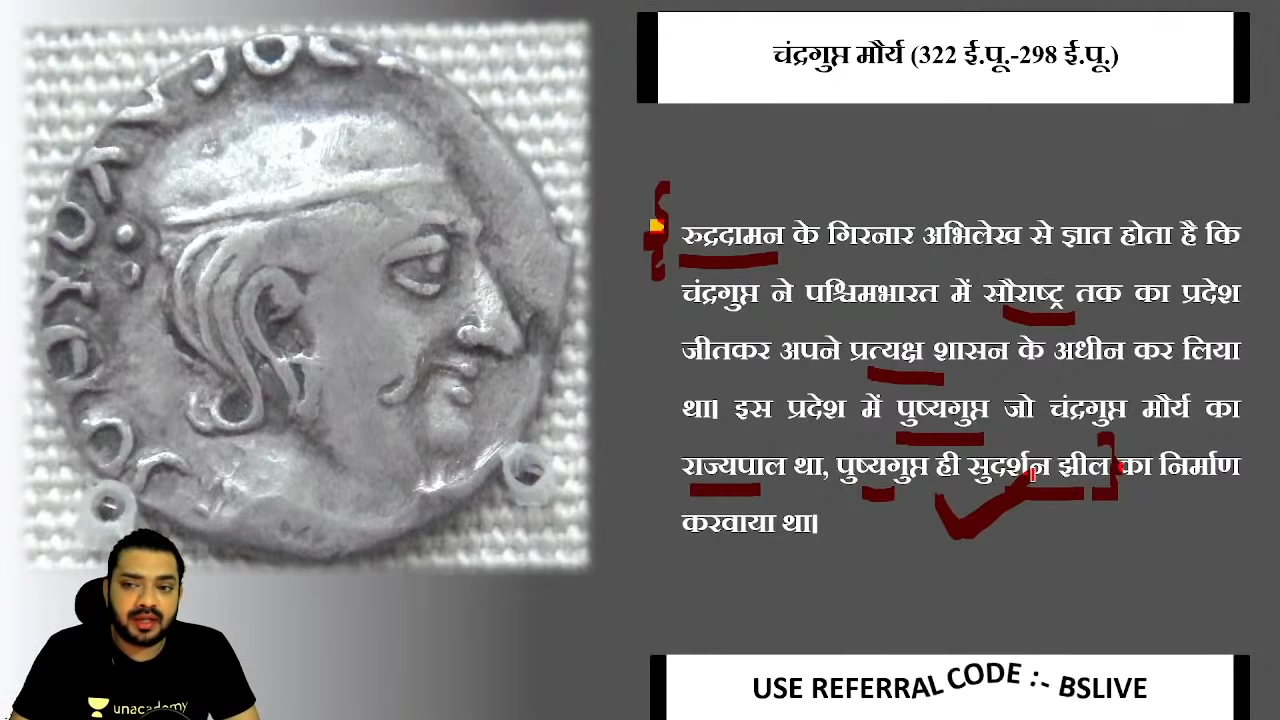 चंद्रगुप्त मौर्य (322 ई.पू.-298 ई.पू.)
रुद्रदामन के गिरनार अभिलेख से ज्ञात होता है कि
चंद्रगुप्त ने पश्चिमभारत में सौराष्ट्र तक का प्रदेश
जीतकर अपने प्रत्यक्ष शासन के अधीन कर लिया
था। इस प्रदेश में पुष्यगुप्त जो चंद्रगुप्त मौर्य का
राज्यपाल था, पुष्यगुप्त ही सुदर्शन झील का निर्माण
करवाया था।
unacademy
USE REFERRAL CODE :- BSLIVE